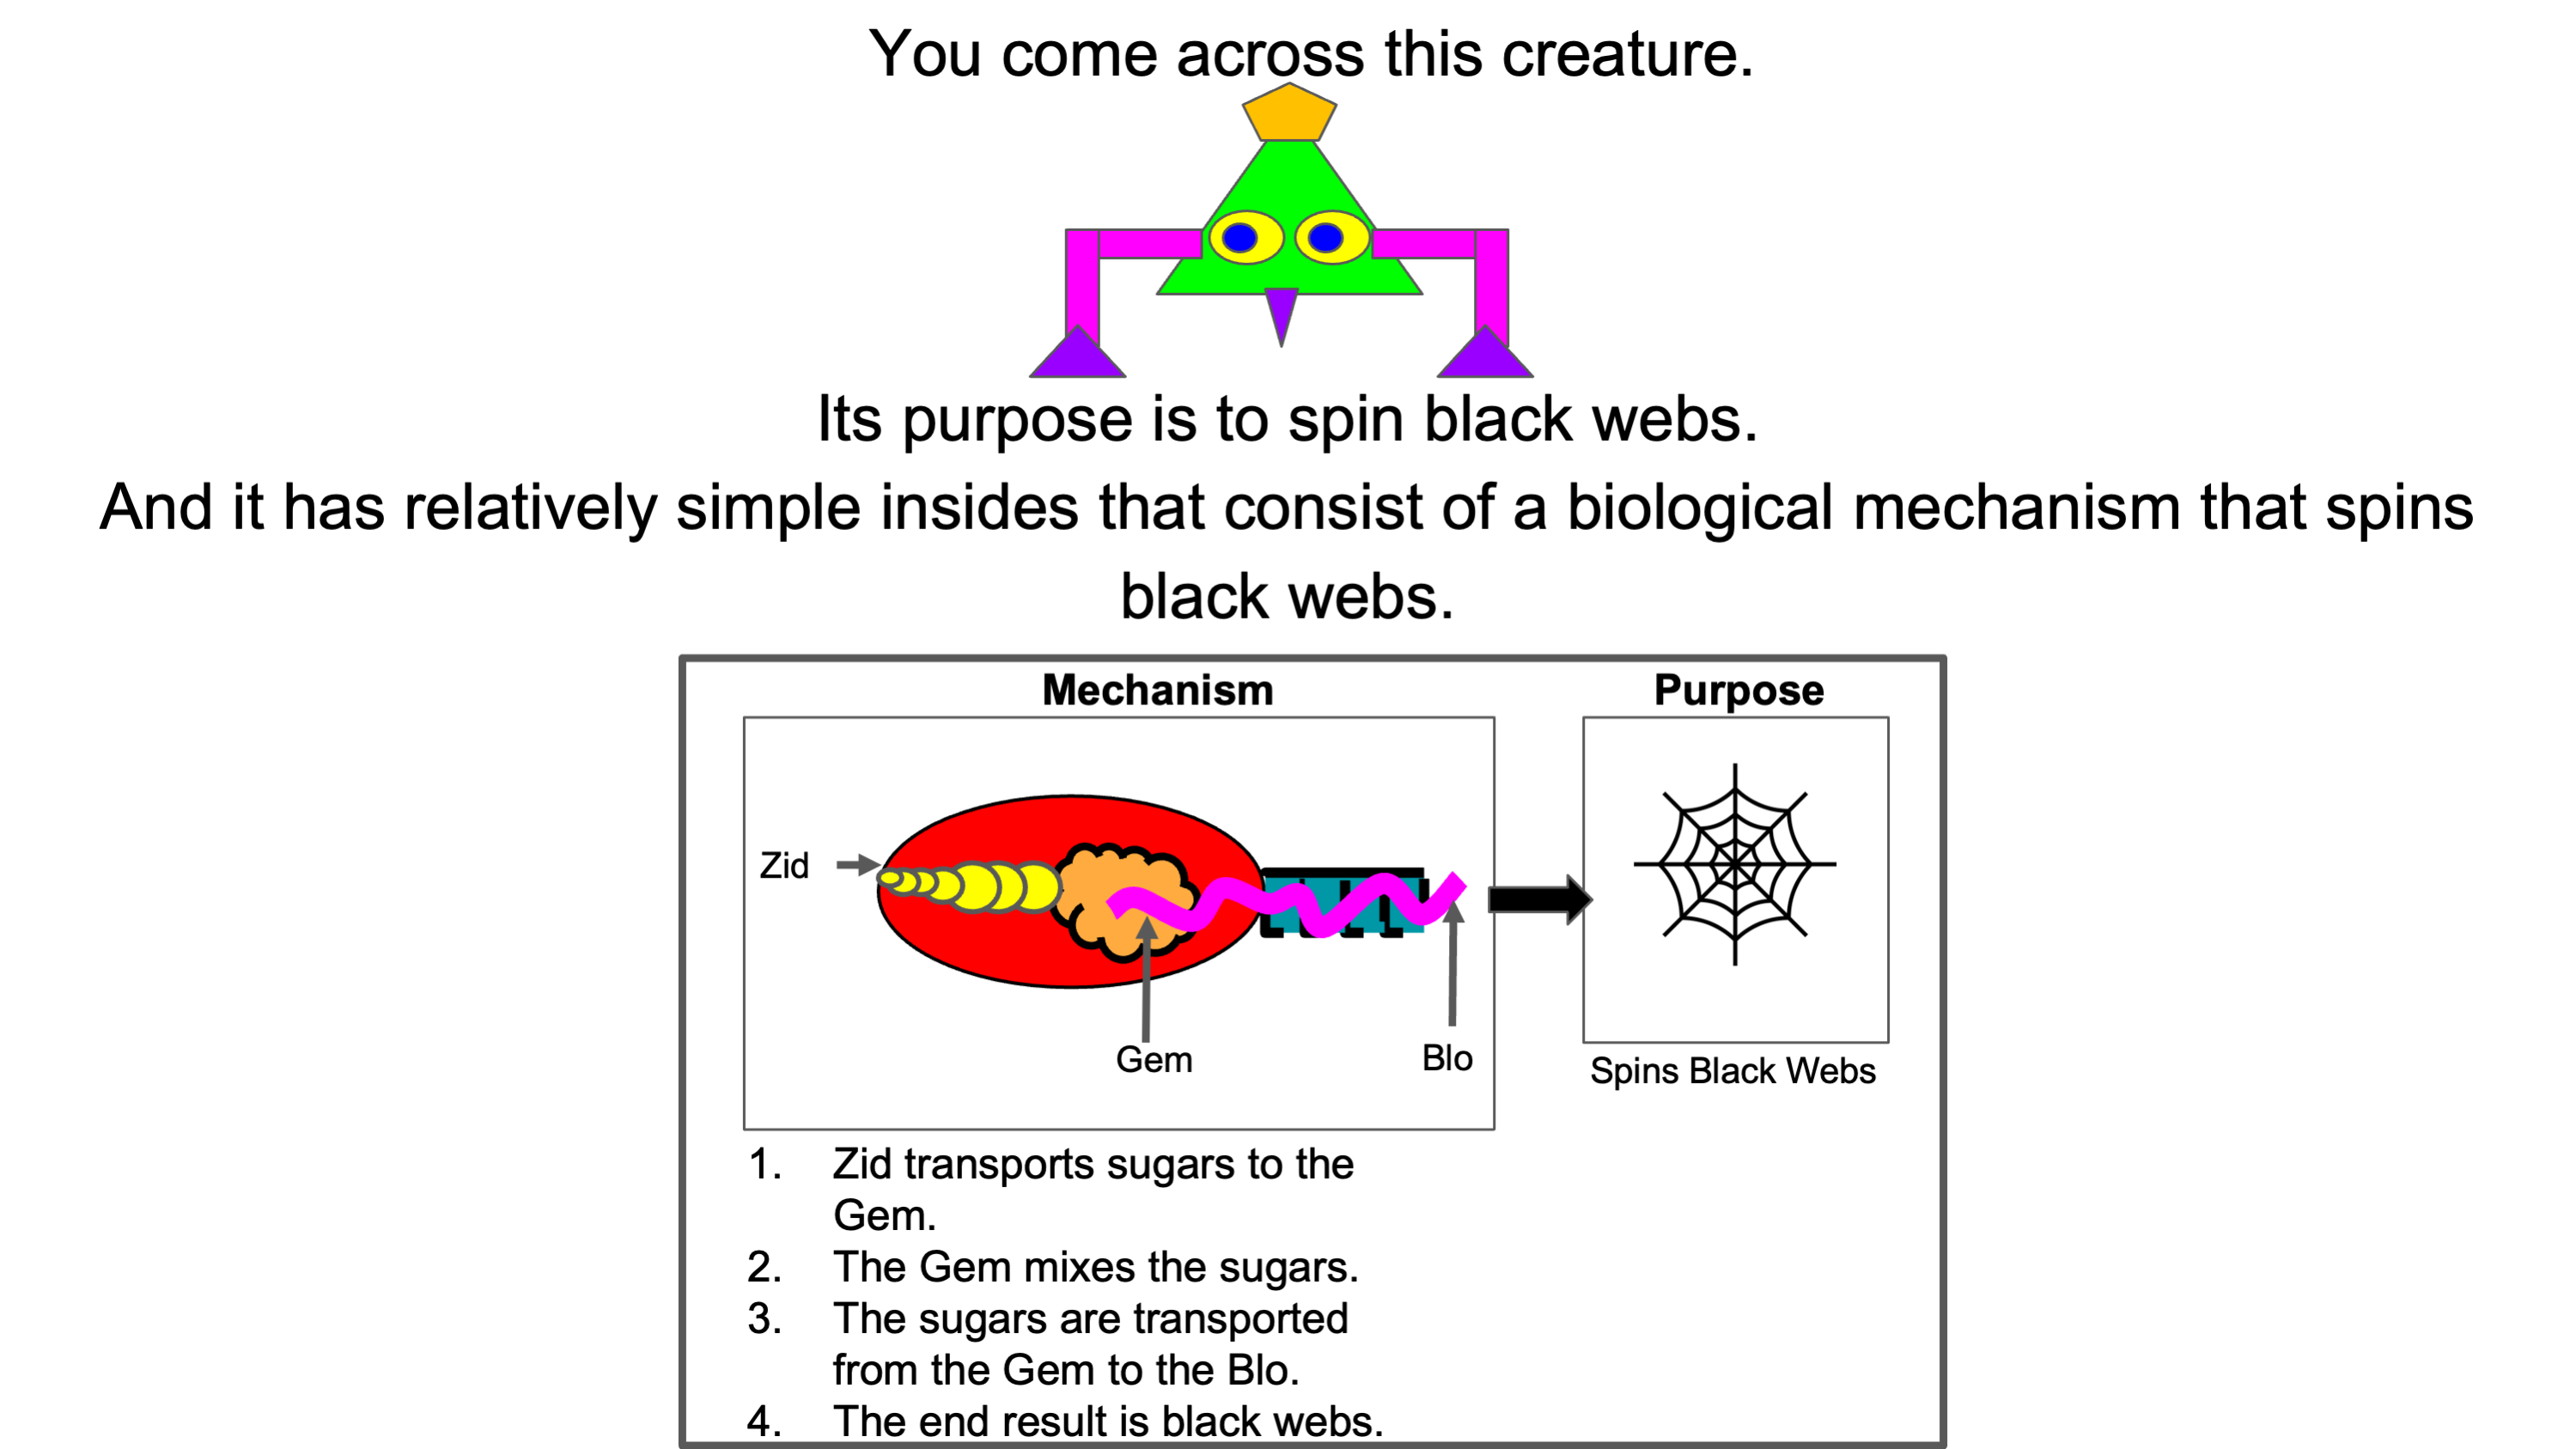 You come across this creature.
Its purpose is to spin black webs.
And it has relatively simple insides that consist of a biological mechanism that spins
black webs.
Mechanism
Purpose
Zid
Gem
Blo
Spins Black Webs
1. Zid transports sugars to the
Gem.
2. The Gem mixes the sugars.
3. The sugars are transported
from the Gem to the Blo.
4. The end result is black webs.